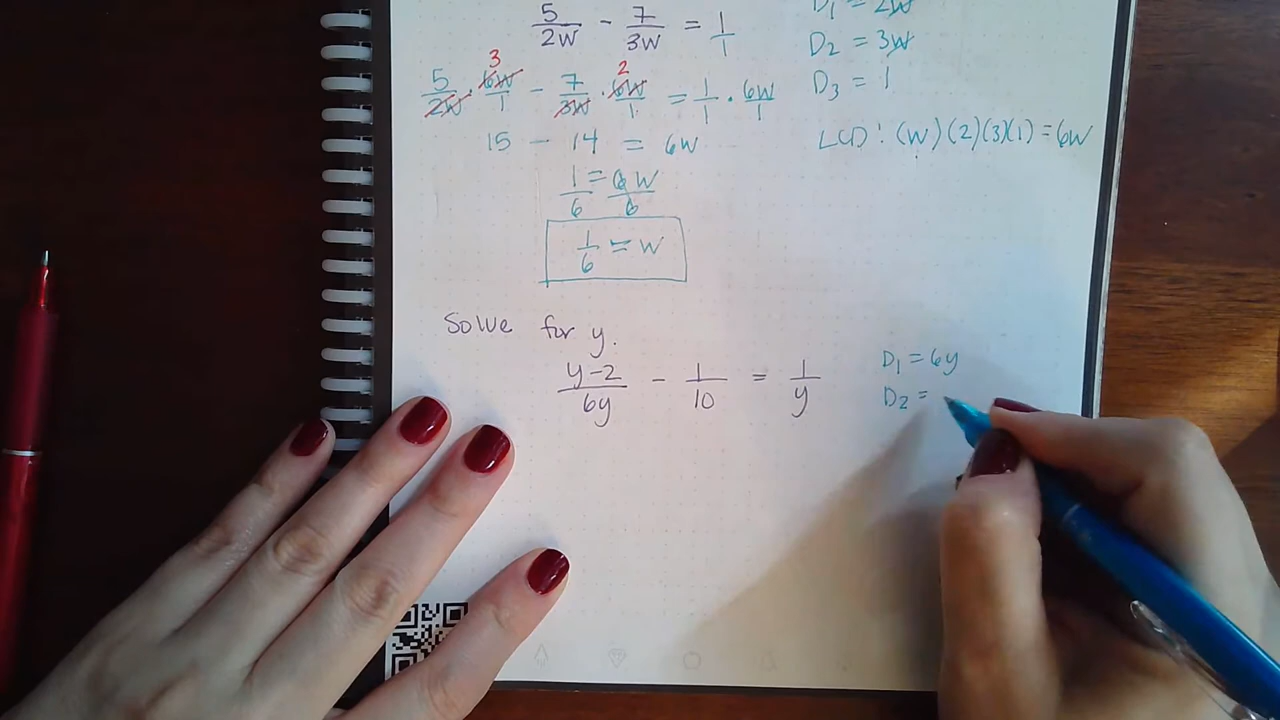 5/2w - 7/3w = 1/1
D1 = 2w
D2 = 3w
D3 = 1
5/2w · 6w/1 3 - 7/3w · 6w/1 2 = 1/1 · 6w/1
LCD: (w)(2)(3)(1) = 6w
15 - 14 = 6w
1/6 = 6w/6
1/6 = w
Solve for y.
y-2/6y - 1/10 = 1/y
D1 = 6y
D2 =